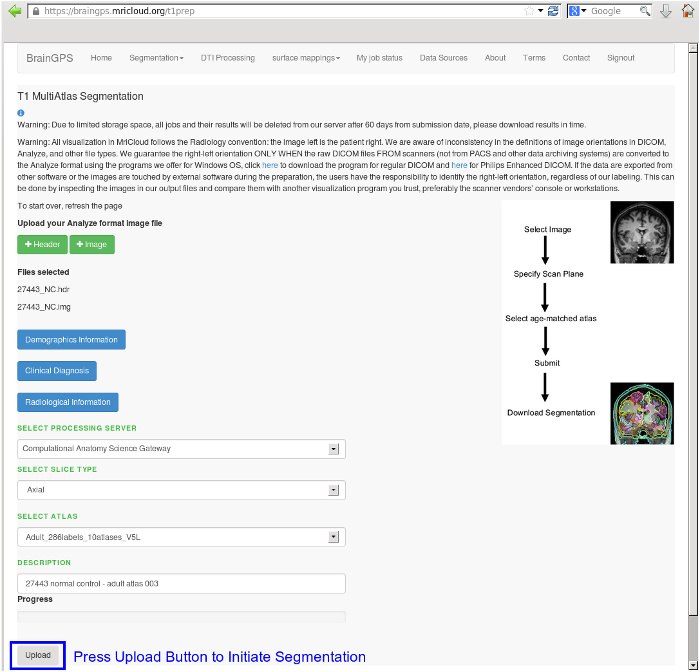 https://braingps.mricloud.org/t1prep
Google
BrainGPS Home Segmentation DTI Processing surface mappings My job status Data Sources About Terms Contact Signout
T1 MultiAtlas Segmentation
Warning: Due to limited storage space, all jobs and their results will be deleted from our server after 60 days from submission date, please download results in time.
Warning: All visualization in MriCloud follows the Radiology convention: the image left is the patient right. We are aware of inconsistency in the definitions of image orientations in DICOM,
Analyze, and other file types. We guarantee the right-left orientation ONLY WHEN the raw DICOM files FROM scanners (not from PACS and other data archiving systems) are converted to
the Analyze format using the programs we offer for Windows OS, click here to download the program for regular DICOM and here for Philips Enhanced DICOM. If the data are exported from
other software or the images are touched by external software during the preparation, the users have the responsibility to identify the right-left orientation, regardless of our labeling. This can
be done by inspecting the images in our output files and compare them with another visualization program you trust, preferably the scanner vendors' console or workstations.
To start over, refresh the page
Upload your Analyze format image file
+ Header + Image
Files selected
27443_NC.hdr
27443_NC.img
Demographics Information
Clinical Diagnosis
Radiological Information
SELECT PROCESSING SERVER
Computational Anatomy Science Gateway
SELECT SLICE TYPE
Axial
SELECT ATLAS
Adult_286labels_10atlases_V5L
DESCRIPTION
27443 normal control - adult atlas 003
Progress
Upload
Press Upload Button to Initiate Segmentation
Select Image
Specify Scan Plane
Select age-matched atlas
Submit
Download Segmentation